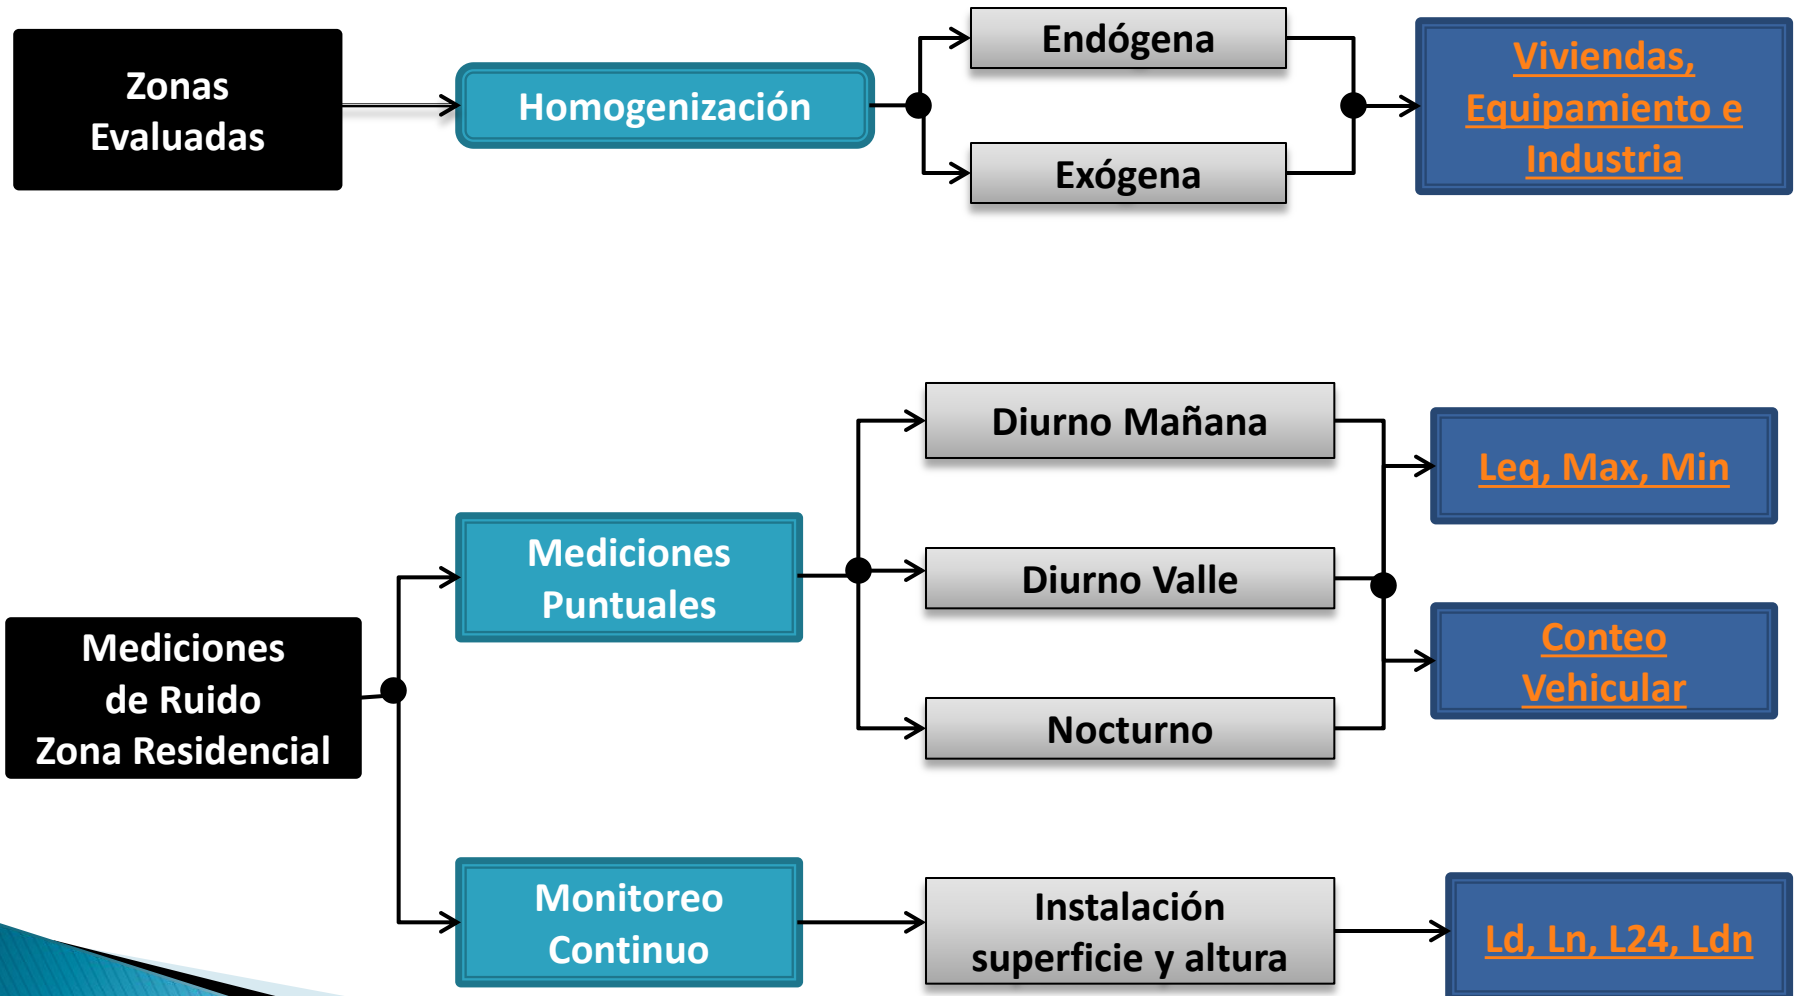 Zonas
Evaluadas
Homogenización
Endógena
Exógena
Viviendas,
Equipamiento e
Industria
Mediciones
de Ruido
Zona Residencial
Mediciones
Puntuales
Diurno Mañana
Diurno Valle
Nocturno
Leq, Max, Min
Conteo
Vehicular
Monitoreo
Continuo
Instalación
superficie y altura
Ld, Ln, L24, Ldn